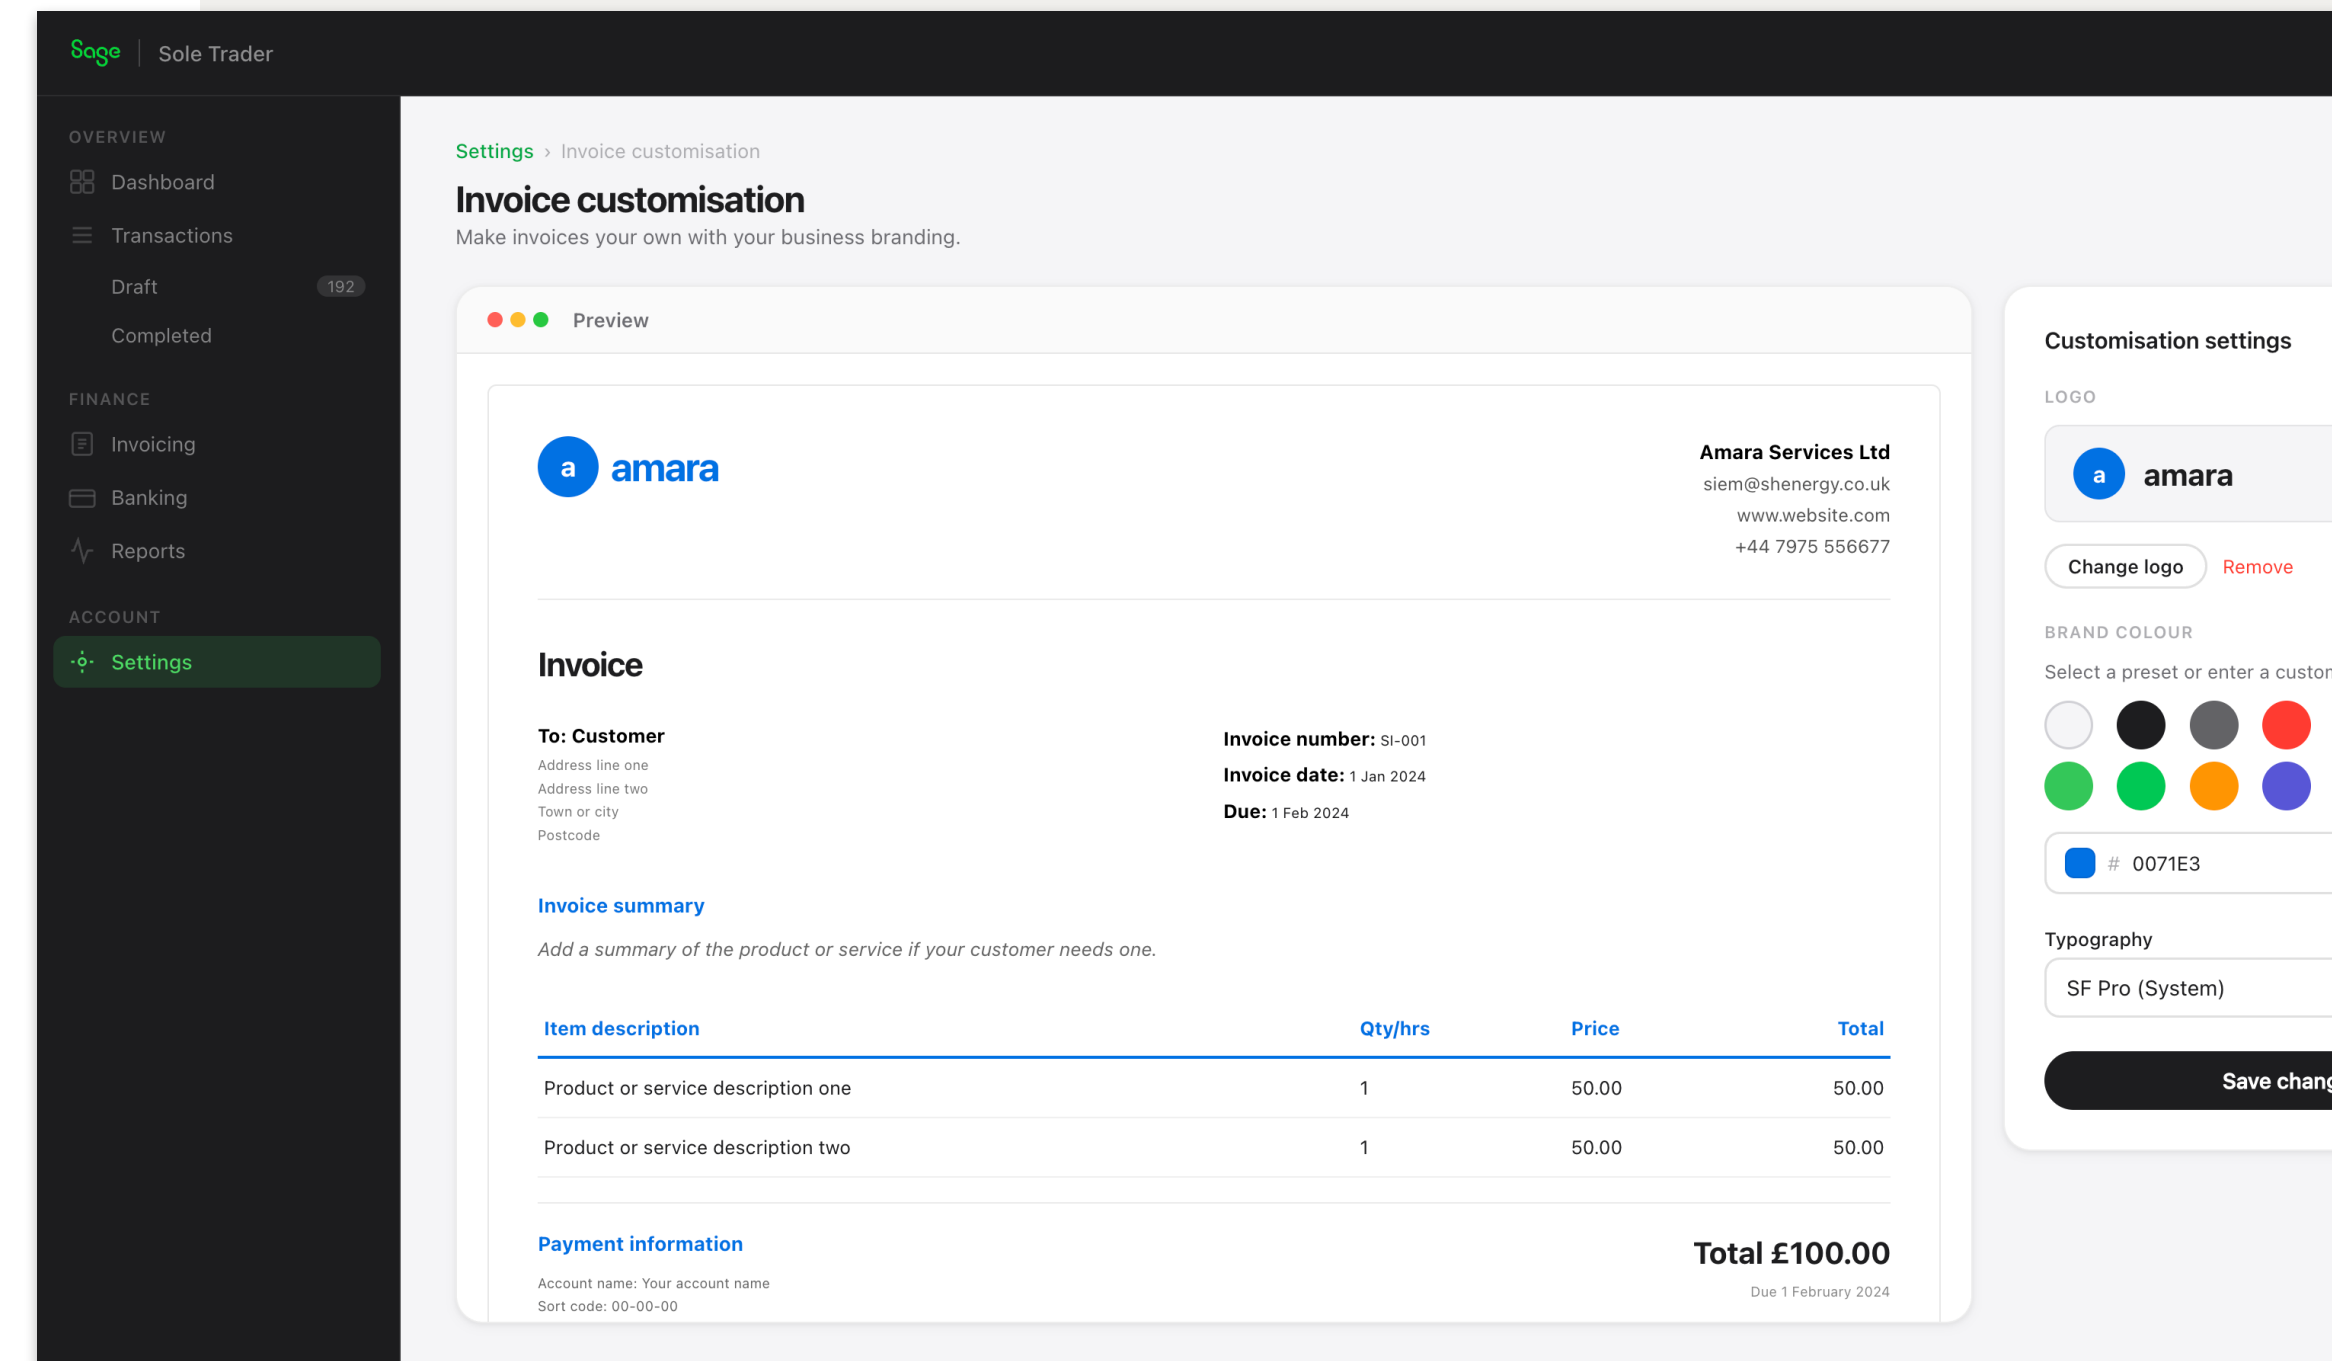 Sage | Sole Trader
OVERVIEW
Dashboard
Transactions
Draft 192
Completed
FINANCE
Invoicing
Banking
Reports
ACCOUNT
Settings
Settings › Invoice customisation
Invoice customisation
Make invoices your own with your business branding.
Preview
a amara
Amara Services Ltd
siem@shenergy.co.uk
www.website.com
+44 7975 556677
Invoice
To: Customer
Address line one
Address line two
Town or city
Postcode
Invoice number: SI-001
Invoice date: 1 Jan 2024
Due: 1 Feb 2024
Invoice summary
Add a summary of the product or service if your customer needs one.
Item description Qty/hrs Price Total
Product or service description one 1 50.00 50.00
Product or service description two 1 50.00 50.00
Payment information
Account name: Your account name
Sort code: 00-00-00
Total £100.00
Due 1 February 2024
Customisation settings
LOGO
a amara
Change logo Remove
BRAND COLOUR
Select a preset or enter a
# 0071E3
Typography
SF Pro (System)
Save